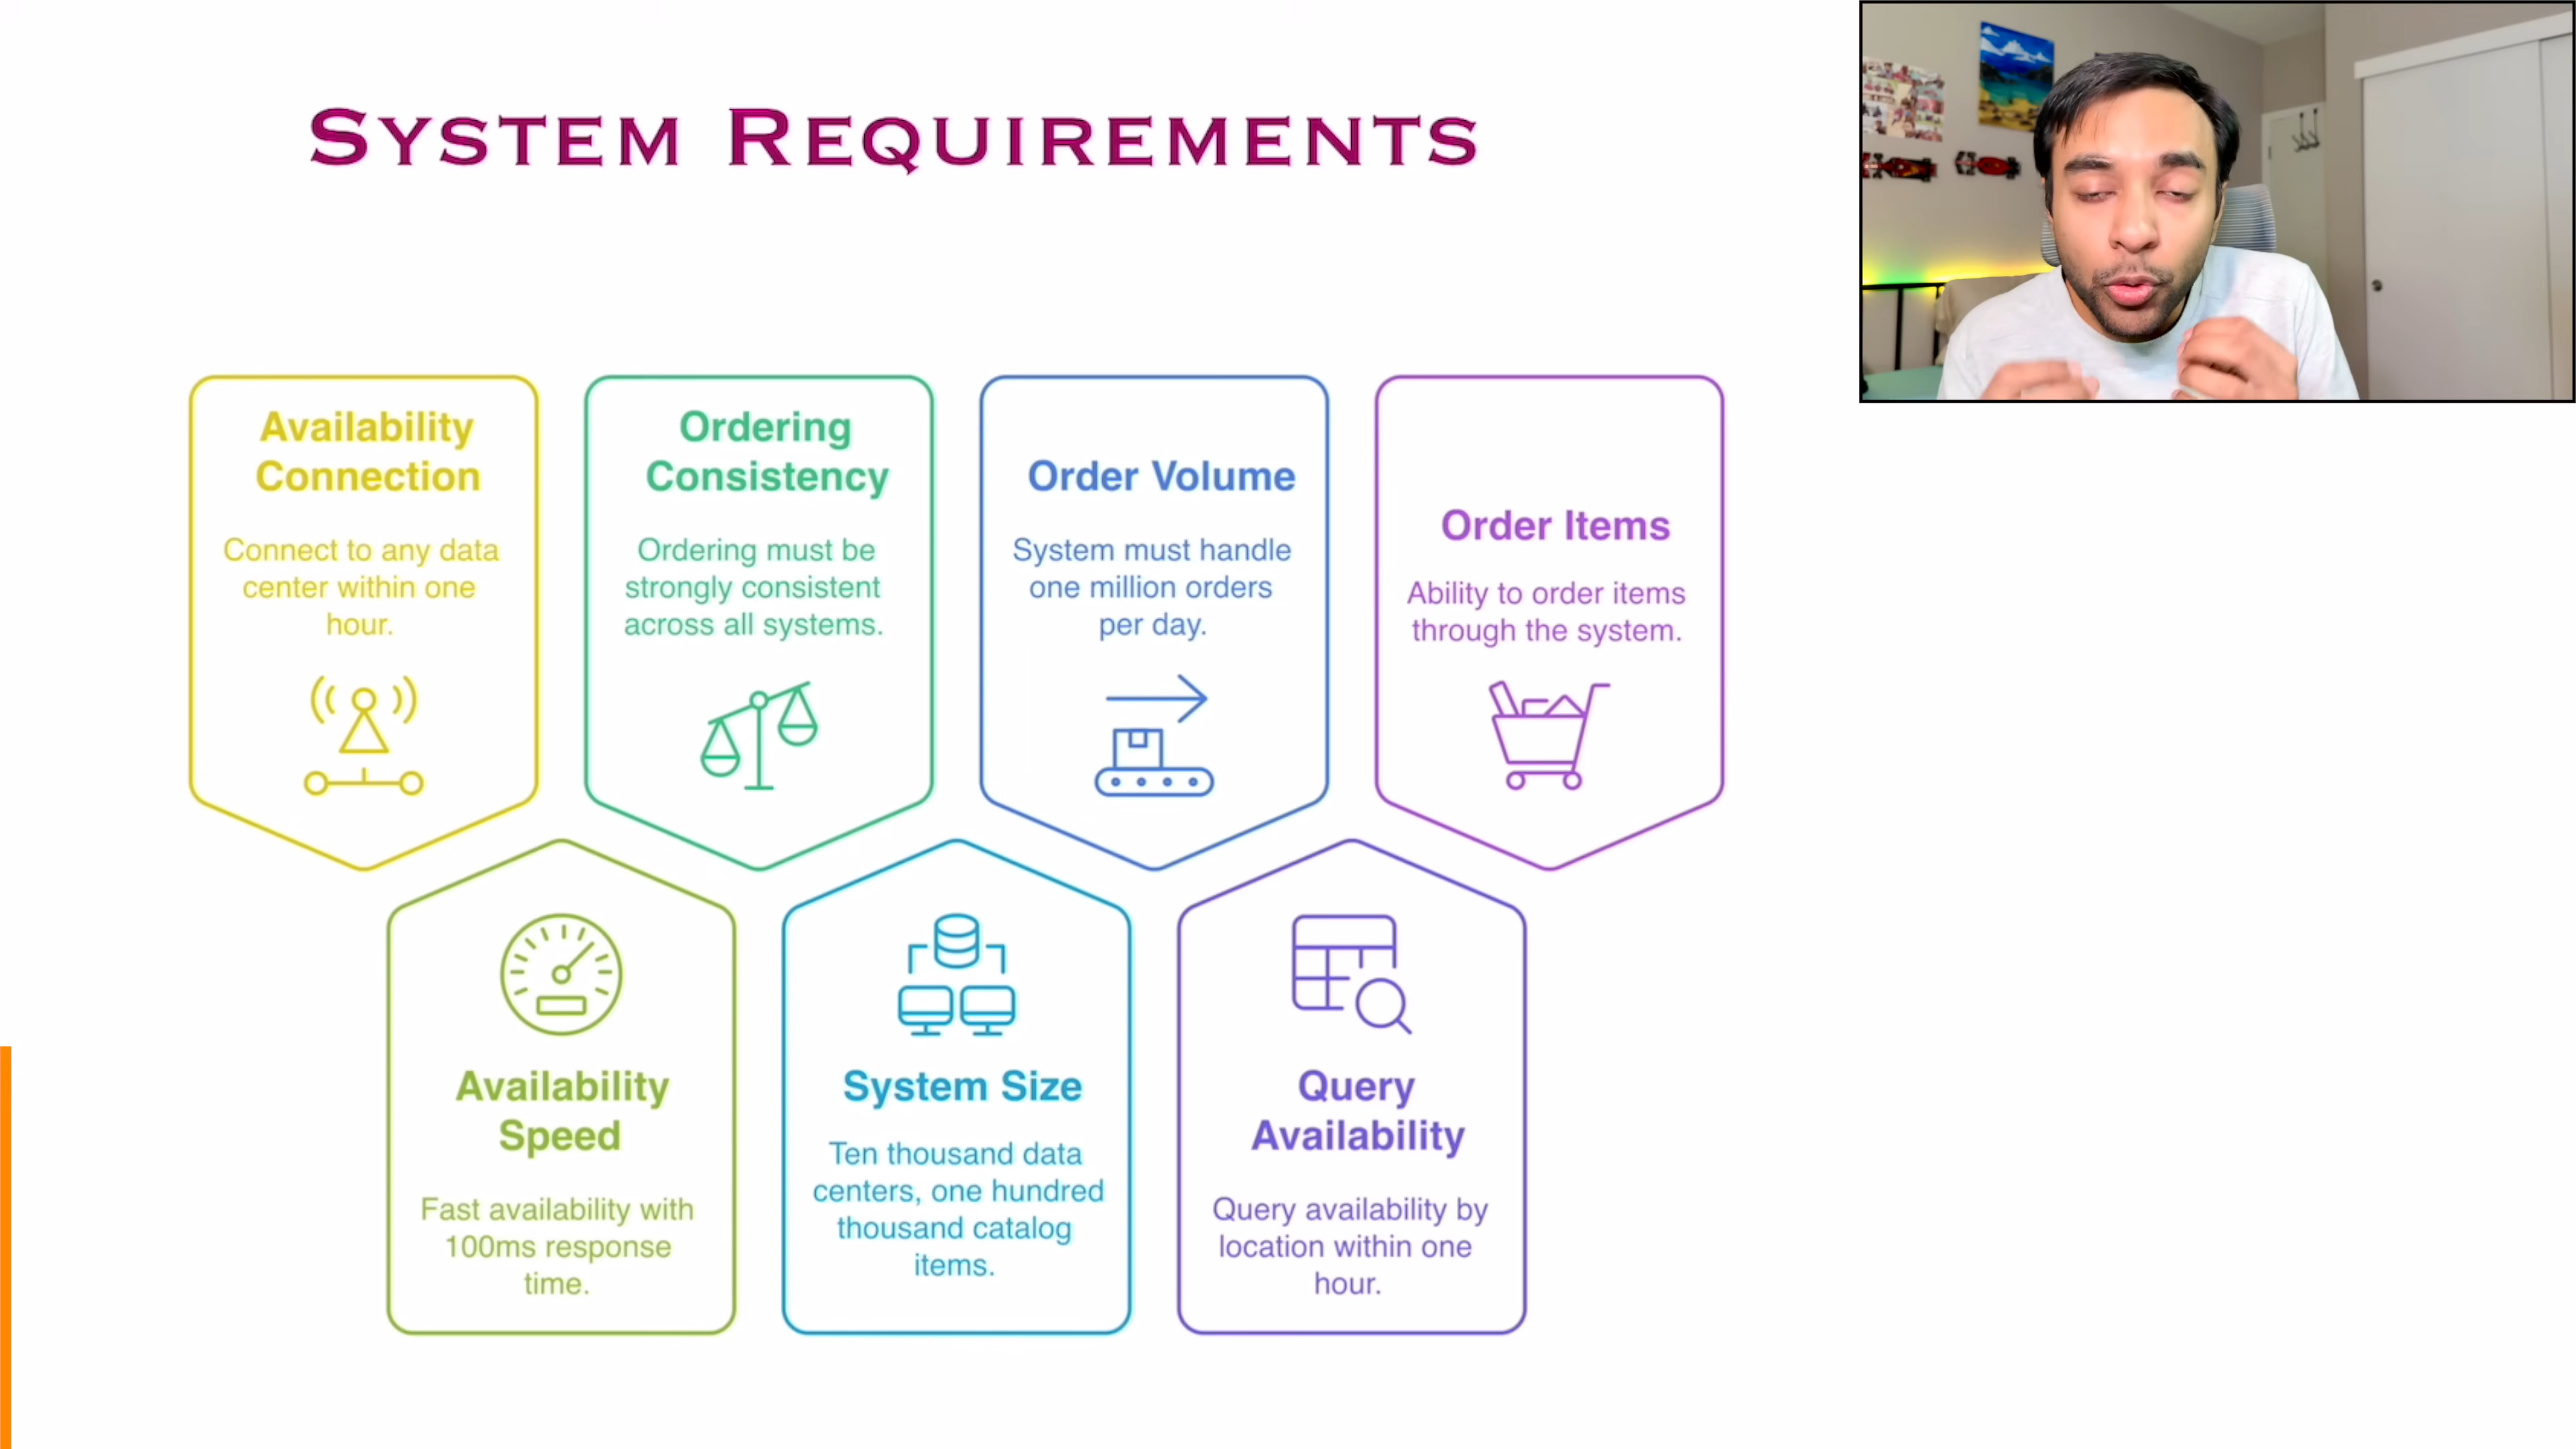 SYSTEM REQUIREMENTS
Availability
Connection
Connect to any data
center within one
hour.
Ordering
Consistency
Ordering must be
strongly consistent
across all systems.
Order Volume
System must handle
one million orders
per day.
Order Items
Ability to order items
through the system.
Availability
Speed
Fast availability with
100ms response
time.
System Size
Ten thousand data
centers, one hundred
thousand catalog
items.
Query
Availability
Query availability by
location within one
hour.